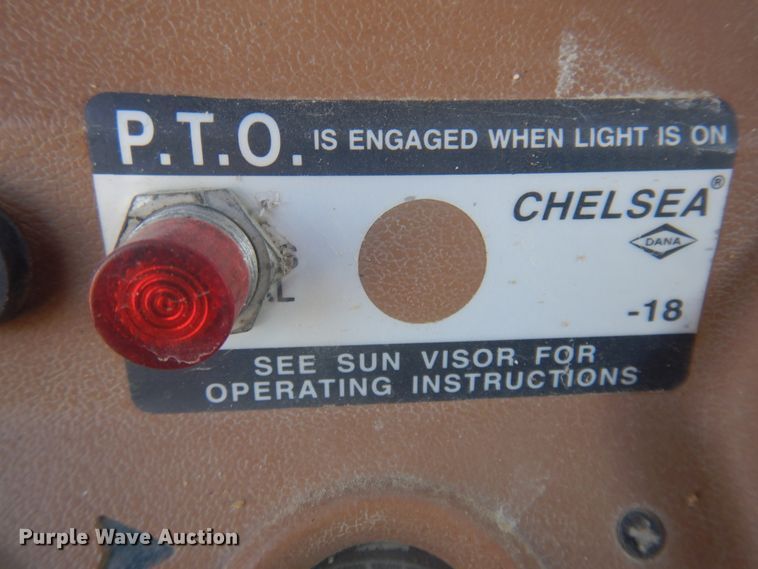 P.T.O. IS ENGAGED WHEN LIGHT IS ON
CHELSEA®
DANA
-18
SEE SUN VISOR FOR
OPERATING INSTRUCTIONS
Purple Wave Auction